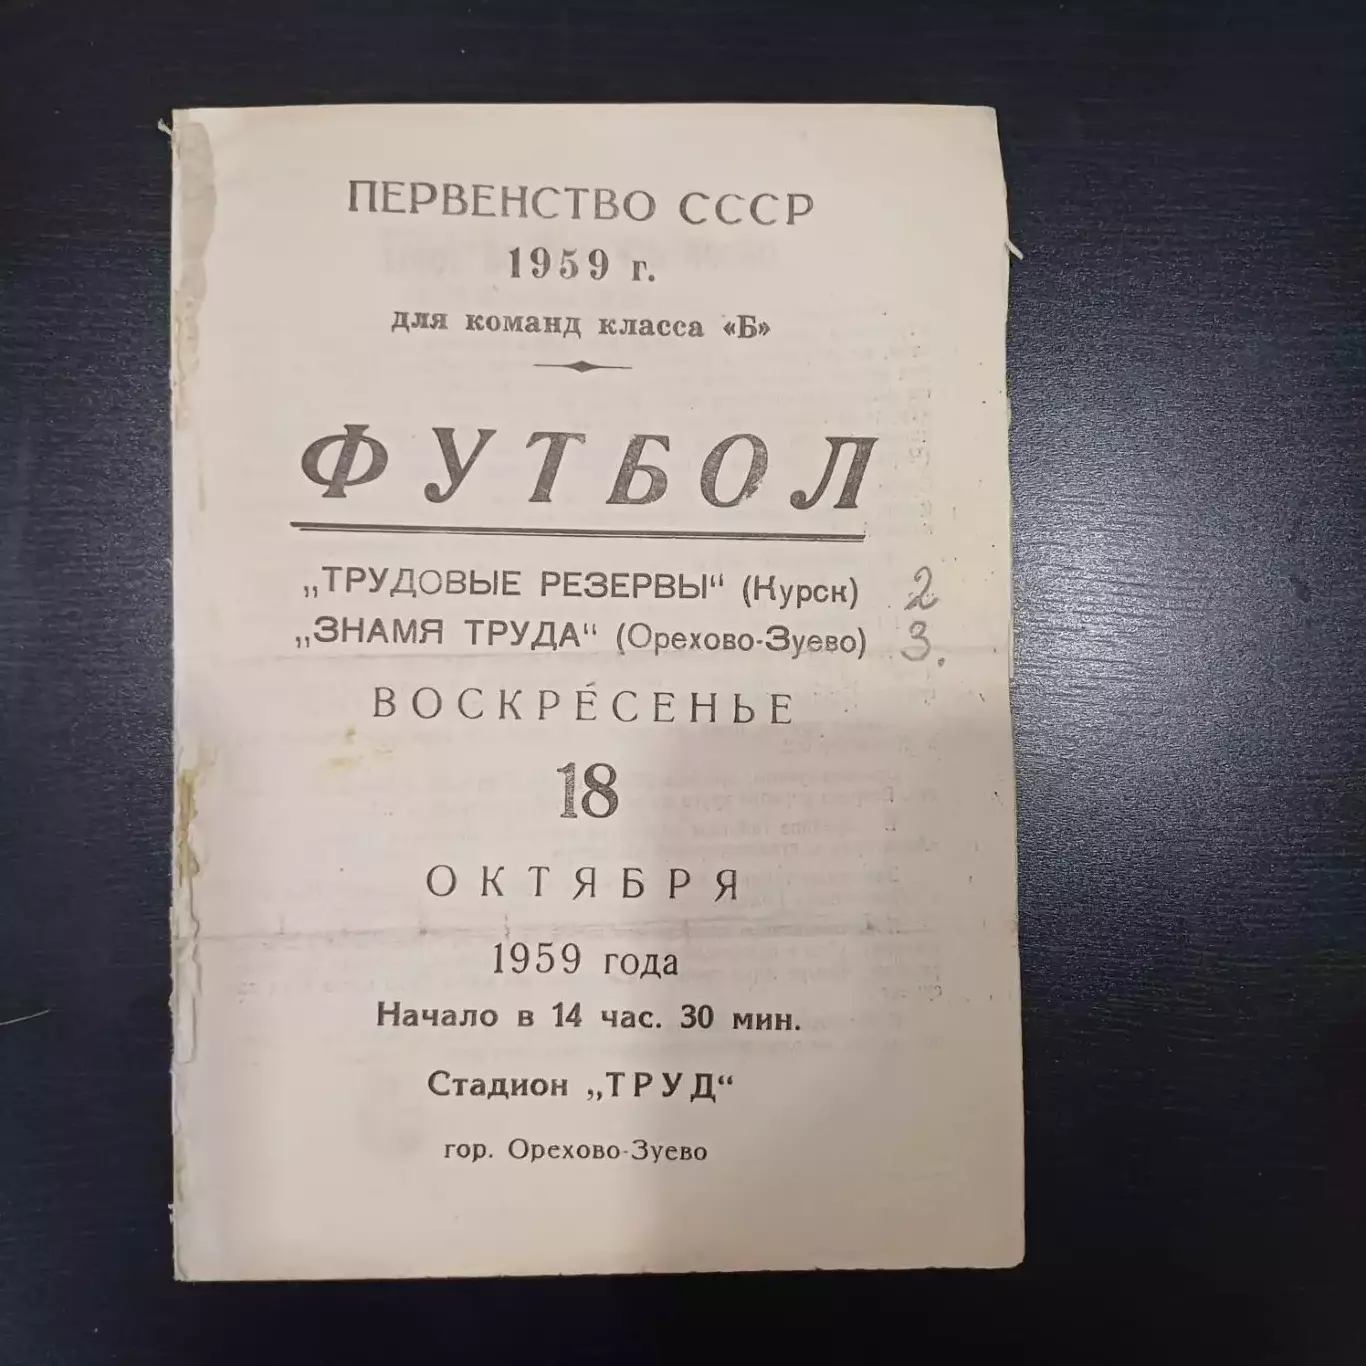 ПЕРВЕНСТВО СССР
1959 г.
для команд класса «Б»
ФУТБОЛ
„ТРУДОВЫЕ РЕЗЕРВЫ“ (Курск) 2
„ЗНАМЯ ТРУДА“ (Орехово-Зуево) 3.
ВОСКРЕСЕНЬЕ
18
ОКТЯБРЯ
1959 года
Начало в 14 час. 30 мин.
Стадион „ТРУД“
гор. Орехово-Зуево